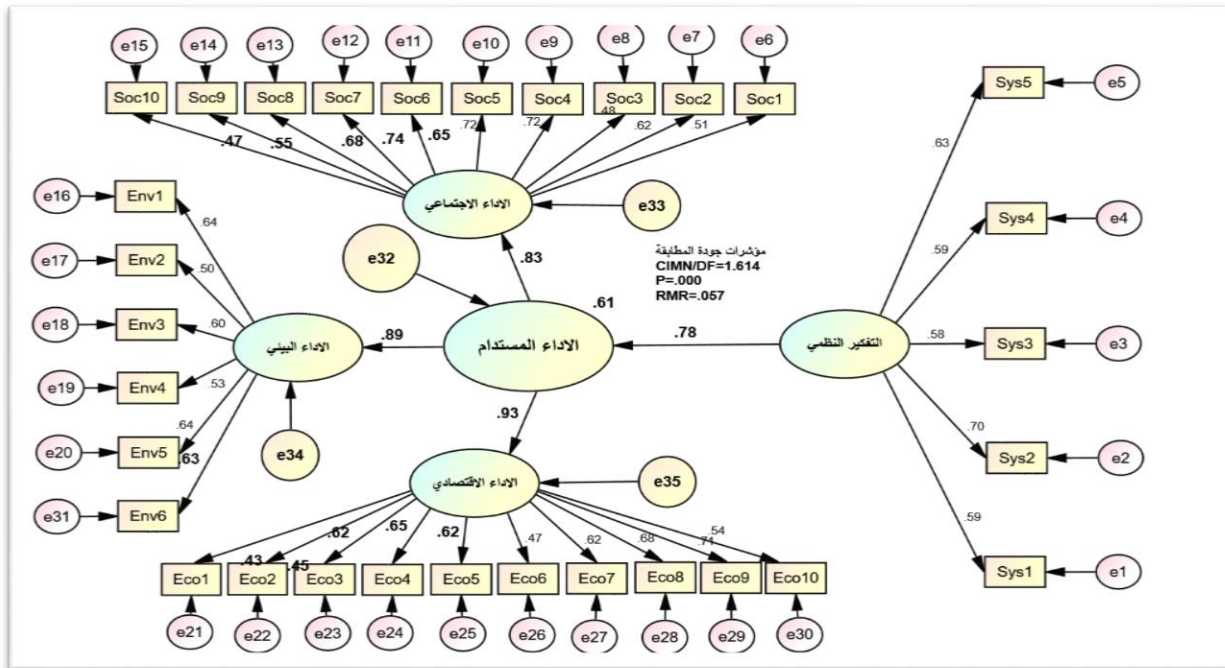 e15 e14 e13 e12 e11 e10 e9 e8 e7 e6
Soc10 Soc9 Soc8 Soc7 Soc6 Soc5 Soc4 Soc3 Soc2 Soc1
.47 .55 .68 .74 .65 .72 .72 .48 .62 .51
Sys5 e5
.63
e16 Env1
.64
الاداء الاجتماعي
e33
Sys4 e4
.59
e17 Env2
.50
e32
.83
مؤشرات جودة المطابقة
CIMN/DF=1.614
P=.000
RMR=.057
e18 Env3
.60
الاداء البيئي
.89
الاداء المستدام
.61
.78
التفكير النظمي
.58
Sys3 e3
e19 Env4
.53
.93
.70
e20 Env5
.64
.63
e34
Sys2 e2
الاداء الاقتصادي
e35
e31 Env6
.59
.43 .62 .45 .65 .62 .47 .62 .68 .71 .54
Eco1 Eco2 Eco3 Eco4 Eco5 Eco6 Eco7 Eco8 Eco9 Eco10
Sys1 e1
e21 e22 e23 e24 e25 e26 e27 e28 e29 e30